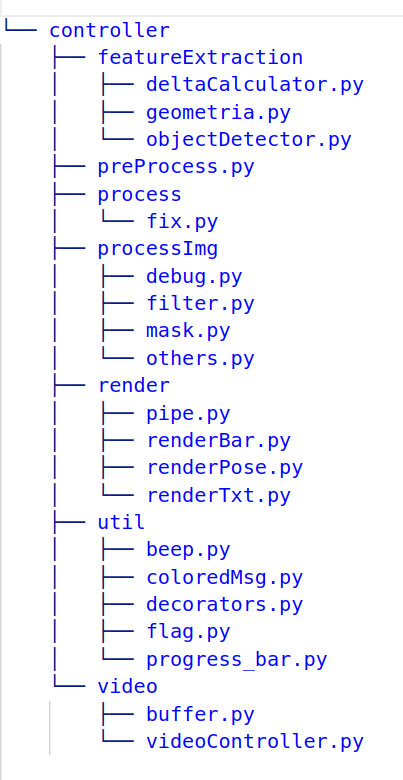 └── controller
    ├── featureExtraction
    │   ├── deltaCalculator.py
    │   ├── geometria.py
    │   └── objectDetector.py
    ├── preProcess.py
    ├── process
    │   └── fix.py
    ├── processImg
    │   ├── debug.py
    │   ├── filter.py
    │   ├── mask.py
    │   └── others.py
    ├── render
    │   ├── pipe.py
    │   ├── renderBar.py
    │   ├── renderPose.py
    │   └── renderTxt.py
    ├── util
    │   ├── beep.py
    │   ├── coloredMsg.py
    │   ├── decorators.py
    │   ├── flag.py
    │   └── progress_bar.py
    └── video
        ├── buffer.py
        └── videoController.py